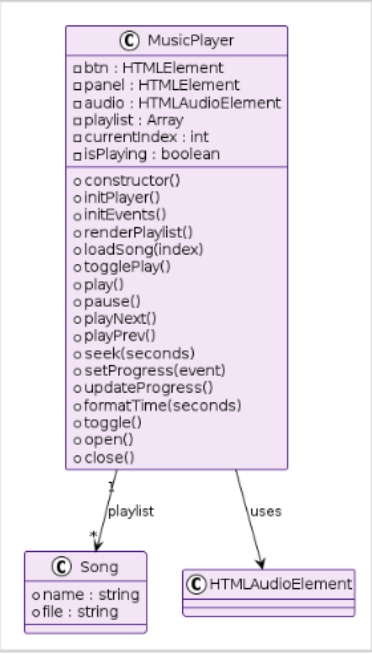 C MusicPlayer
btn : HTMLElement
panel : HTMLElement
audio : HTMLAudioElement
playlist : Array
currentIndex : int
isPlaying : boolean
constructor()
initPlayer()
initEvents()
renderPlaylist()
loadSong(index)
togglePlay()
play()
pause()
playNext()
playPrev()
seek(seconds)
setProgress(event)
updateProgress()
formatTime(seconds)
toggle()
open()
close()
1
playlist
uses
*
C Song
name : string
file : string
C HTMLAudioElement